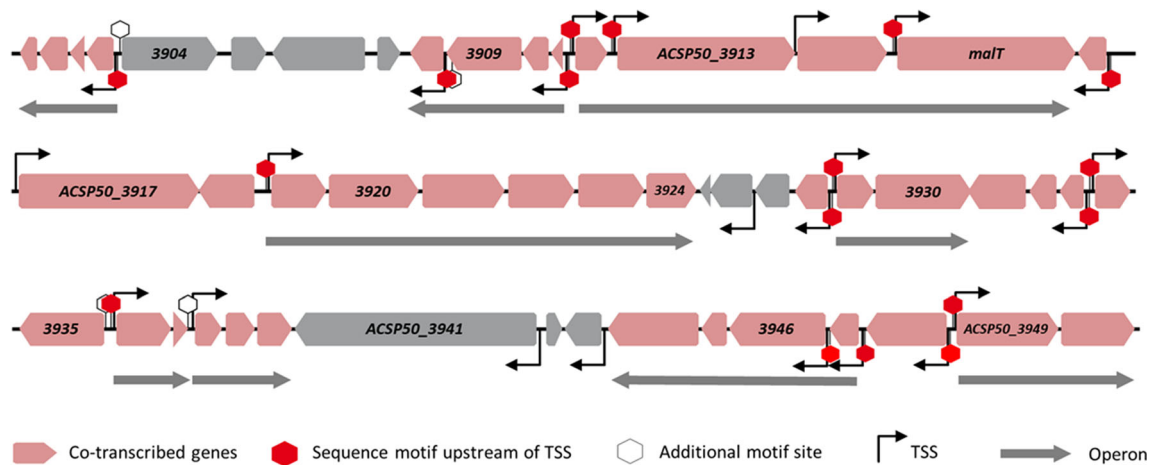 3904 3909 ACSP50_3913 malT
ACSP50_3917 3920 3924 3930
3935 ACSP50_3941 3946 ACSP50_3949
Co-transcribed genes Sequence motif upstream of TSS Additional motif site TSS Operon